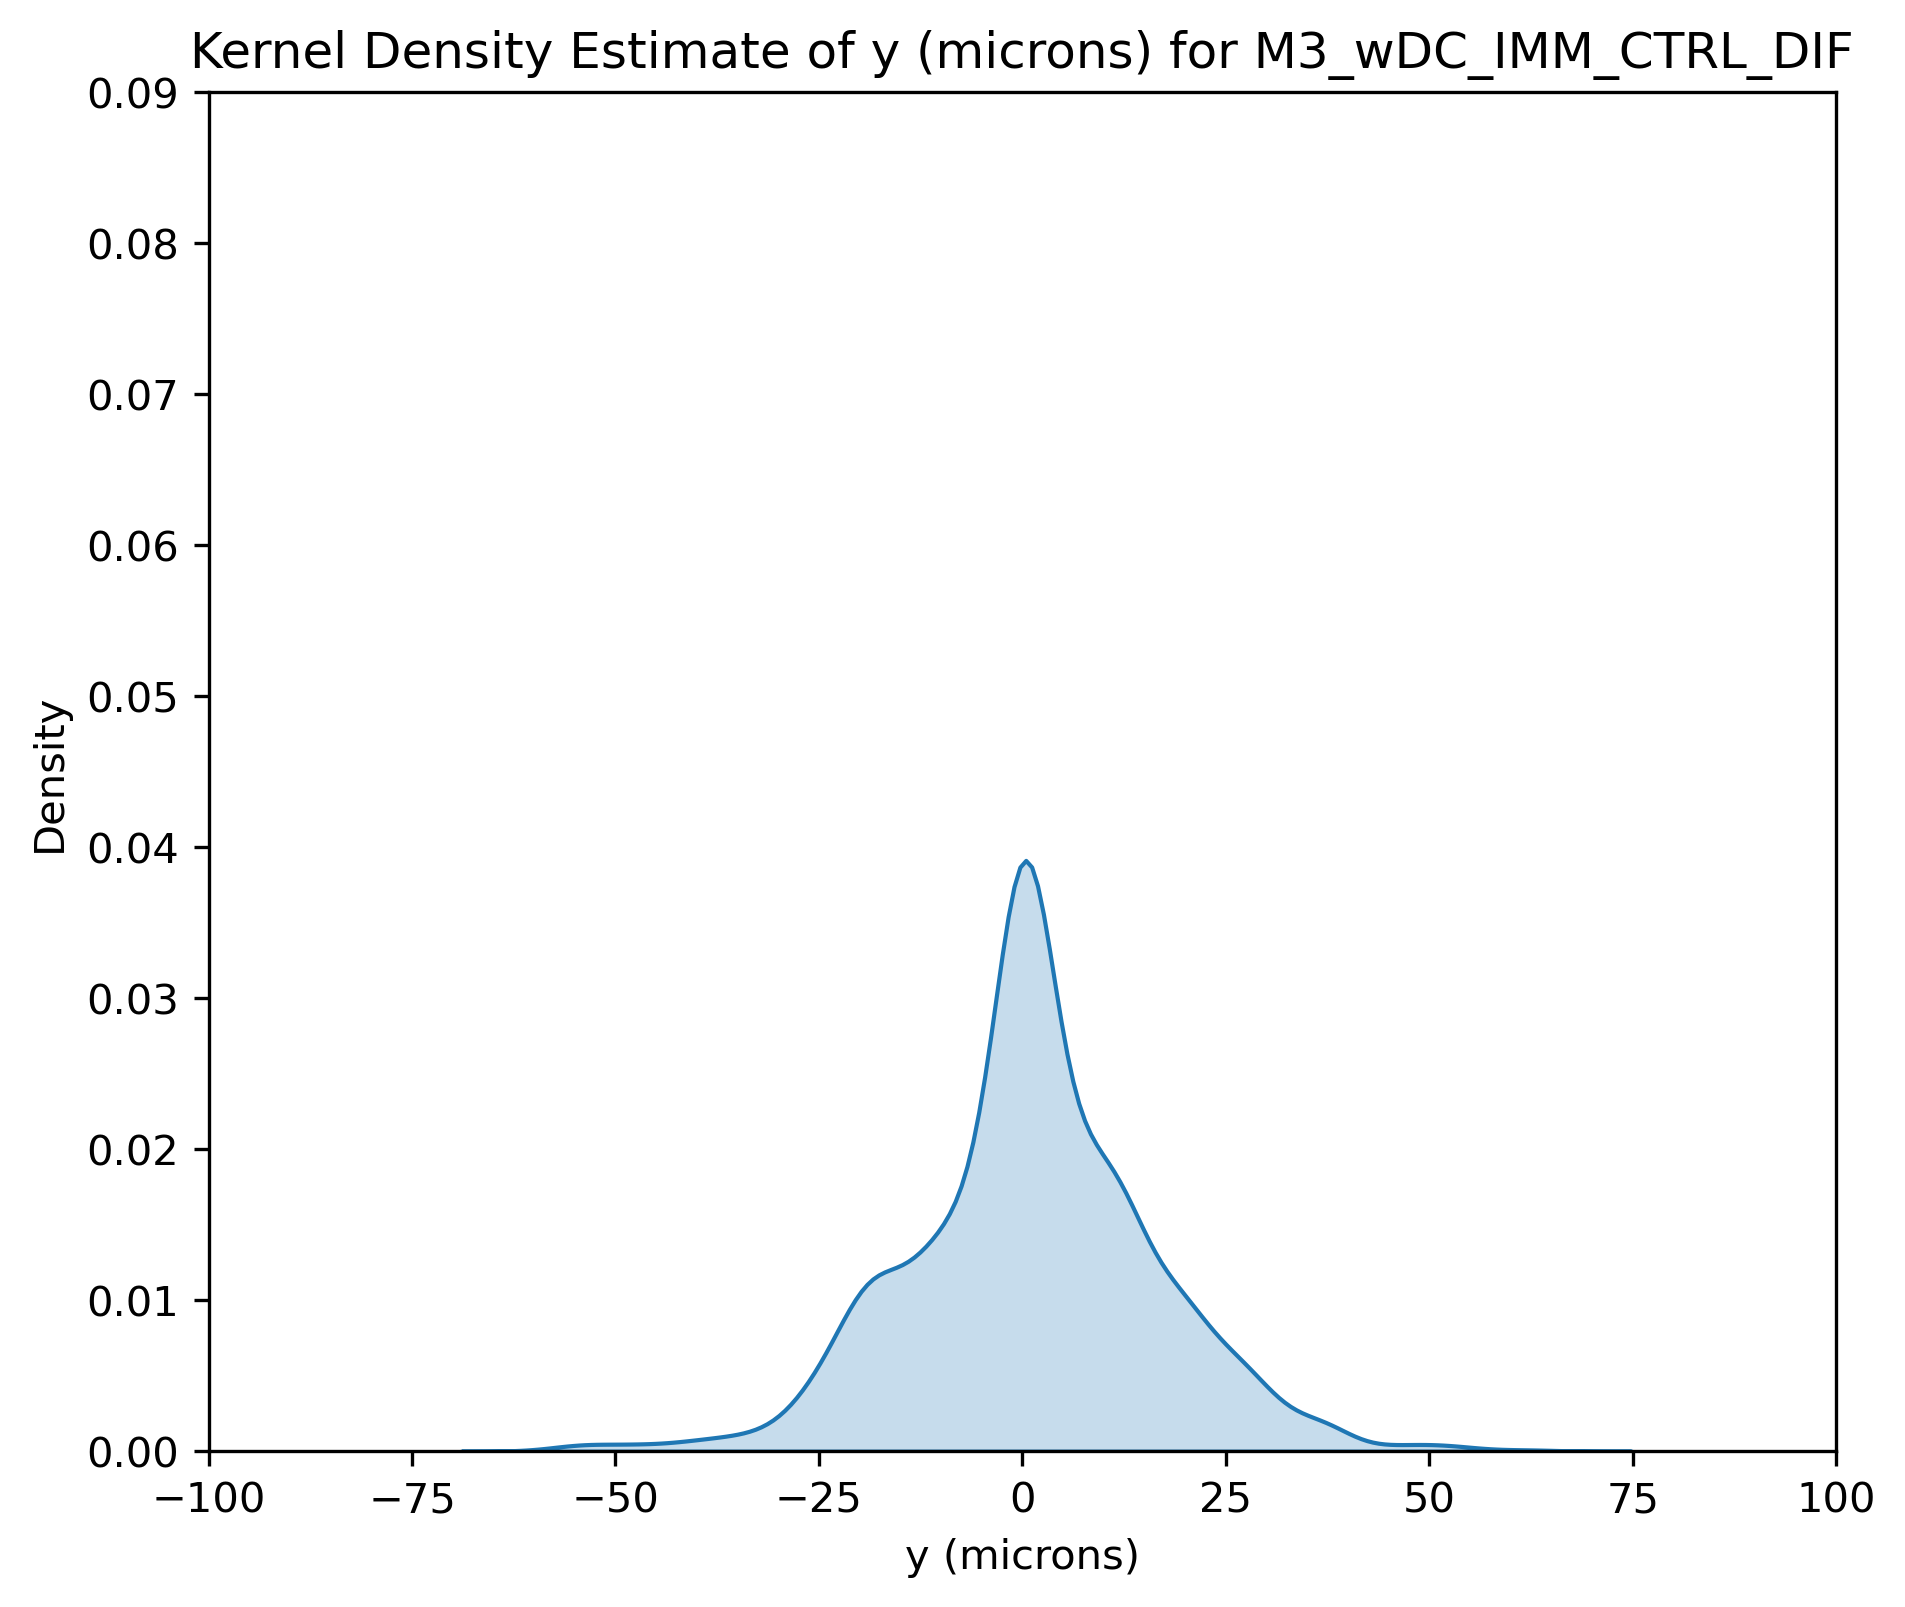 Kernel Density Estimate of y (microns) for M3_wDC_IMM_CTRL_DIF
0.09
0.08
0.07
0.06
0.05
0.04
0.03
0.02
0.01
0.00
Density
−100 −75 −50 −25 0 25 50 75 100
y (microns)